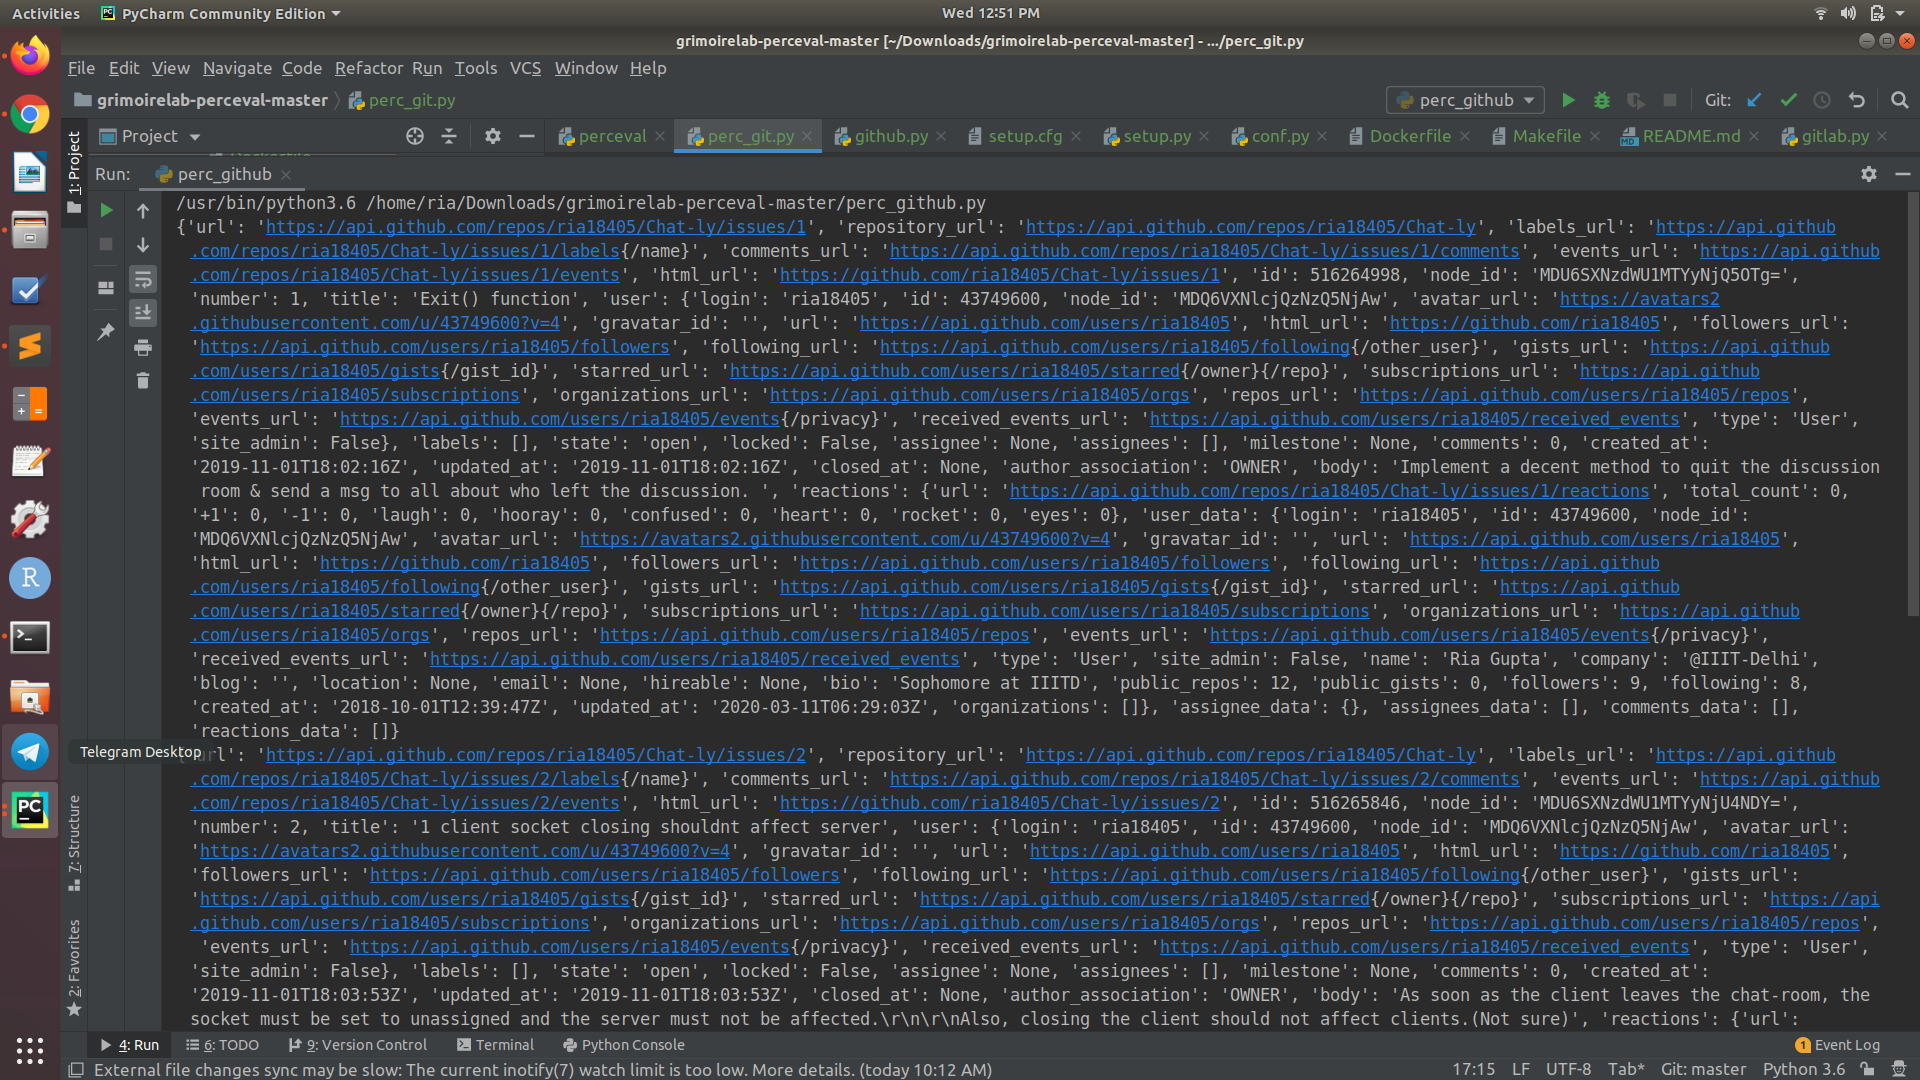 Activities
PyCharm Community Edition
Wed 12:51 PM
grimoirelab-perceval-master [~/Downloads/grimoirelab-perceval-master] - .../perc_git.py
File Edit View Navigate Code Refactor Run Tools VCS Window Help
grimoirelab-perceval-master
perc_git.py
perc_github
Git:
1: Project
Project
perceval
perc_git.py
github.py
setup.cfg
setup.py
conf.py
Dockerfile
Makefile
README.md
gitlab.py
Run:
perc_github
/usr/bin/python3.6 /home/ria/Downloads/grimoirelab-perceval-master/perc_github.py
{'url': 'https://api.github.com/repos/ria18405/Chat-ly/issues/1', 'repository_url': 'https://api.github.com/repos/ria18405/Chat-ly', 'labels_url': 'https://api.github
.com/repos/ria18405/Chat-ly/issues/1/labels{/name}', 'comments_url': 'https://api.github.com/repos/ria18405/Chat-ly/issues/1/comments', 'events_url': 'https://api.github
.com/repos/ria18405/Chat-ly/issues/1/events', 'html_url': 'https://github.com/ria18405/Chat-ly/issues/1', 'id': 516264998, 'node_id': 'MDU6SXNzdWU1MTYyNjQ5OTg=',
'number': 1, 'title': 'Exit() function', 'user': {'login': 'ria18405', 'id': 43749600, 'node_id': 'MDQ6VXNlcjQzNzQ5NjAw', 'avatar_url': 'https://avatars2
.githubusercontent.com/u/43749600?v=4', 'gravatar_id': '', 'url': 'https://api.github.com/users/ria18405', 'html_url': 'https://github.com/ria18405', 'followers_url':
'https://api.github.com/users/ria18405/followers', 'following_url': 'https://api.github.com/users/ria18405/following{/other_user}', 'gists_url': 'https://api.github
.com/users/ria18405/gists{/gist_id}', 'starred_url': 'https://api.github.com/users/ria18405/starred{/owner}{/repo}', 'subscriptions_url': 'https://api.github
.com/users/ria18405/subscriptions', 'organizations_url': 'https://api.github.com/users/ria18405/orgs', 'repos_url': 'https://api.github.com/users/ria18405/repos',
'events_url': 'https://api.github.com/users/ria18405/events{/privacy}', 'received_events_url': 'https://api.github.com/users/ria18405/received_events', 'type': 'User',
'site_admin': False}, 'labels': [], 'state': 'open', 'locked': False, 'assignee': None, 'assignees': [], 'milestone': None, 'comments': 0, 'created_at':
'2019-11-01T18:02:16Z', 'updated_at': '2019-11-01T18:02:16Z', 'closed_at': None, 'author_association': 'OWNER', 'body': 'Implement a decent method to quit the discussion
room & send a msg to all about who left the discussion. ', 'reactions': {'url': 'https://api.github.com/repos/ria18405/Chat-ly/issues/1/reactions', 'total_count': 0,
'+1': 0, '-1': 0, 'laugh': 0, 'hooray': 0, 'confused': 0, 'heart': 0, 'rocket': 0, 'eyes': 0}, 'user_data': {'login': 'ria18405', 'id': 43749600, 'node_id':
'MDQ6VXNlcjQzNzQ5NjAw', 'avatar_url': 'https://avatars2.githubusercontent.com/u/43749600?v=4', 'gravatar_id': '', 'url': 'https://api.github.com/users/ria18405',
'html_url': 'https://github.com/ria18405', 'followers_url': 'https://api.github.com/users/ria18405/followers', 'following_url': 'https://api.github
.com/users/ria18405/following{/other_user}', 'gists_url': 'https://api.github.com/users/ria18405/gists{/gist_id}', 'starred_url': 'https://api.github
.com/users/ria18405/starred{/owner}{/repo}', 'subscriptions_url': 'https://api.github.com/users/ria18405/subscriptions', 'organizations_url': 'https://api.github
.com/users/ria18405/orgs', 'repos_url': 'https://api.github.com/users/ria18405/repos', 'events_url': 'https://api.github.com/users/ria18405/events{/privacy}',
'received_events_url': 'https://api.github.com/users/ria18405/received_events', 'type': 'User', 'site_admin': False, 'name': 'Ria Gupta', 'company': '@IIIT-Delhi',
'blog': '', 'location': None, 'email': None, 'hireable': None, 'bio': 'Sophomore at IIITD', 'public_repos': 12, 'public_gists': 0, 'followers': 9, 'following': 8,
'created_at': '2018-10-01T12:39:47Z', 'updated_at': '2020-03-11T06:29:03Z', 'organizations': []}, 'assignee_data': {}, 'assignees_data': [], 'comments_data': [],
'reactions_data': []}
Telegram Desktop
url': 'https://api.github.com/repos/ria18405/Chat-ly/issues/2', 'repository_url': 'https://api.github.com/repos/ria18405/Chat-ly', 'labels_url': 'https://api.github
.com/repos/ria18405/Chat-ly/issues/2/labels{/name}', 'comments_url': 'https://api.github.com/repos/ria18405/Chat-ly/issues/2/comments', 'events_url': 'https://api.github
.com/repos/ria18405/Chat-ly/issues/2/events', 'html_url': 'https://github.com/ria18405/Chat-ly/issues/2', 'id': 516265846, 'node_id': 'MDU6SXNzdWU1MTYyNjU4NDY=',
'number': 2, 'title': '1 client socket closing shouldnt affect server', 'user': {'login': 'ria18405', 'id': 43749600, 'node_id': 'MDQ6VXNlcjQzNzQ5NjAw', 'avatar_url':
'https://avatars2.githubusercontent.com/u/43749600?v=4', 'gravatar_id': '', 'url': 'https://api.github.com/users/ria18405', 'html_url': 'https://github.com/ria18405',
'followers_url': 'https://api.github.com/users/ria18405/followers', 'following_url': 'https://api.github.com/users/ria18405/following{/other_user}', 'gists_url':
'https://api.github.com/users/ria18405/gists{/gist_id}', 'starred_url': 'https://api.github.com/users/ria18405/starred{/owner}{/repo}', 'subscriptions_url': 'https://api
.github.com/users/ria18405/subscriptions', 'organizations_url': 'https://api.github.com/users/ria18405/orgs', 'repos_url': 'https://api.github.com/users/ria18405/repos',
'events_url': 'https://api.github.com/users/ria18405/events{/privacy}', 'received_events_url': 'https://api.github.com/users/ria18405/received_events', 'type': 'User',
'site_admin': False}, 'labels': [], 'state': 'open', 'locked': False, 'assignee': None, 'assignees': [], 'milestone': None, 'comments': 0, 'created_at':
'2019-11-01T18:03:53Z', 'updated_at': '2019-11-01T18:03:53Z', 'closed_at': None, 'author_association': 'OWNER', 'body': 'As soon as the client leaves the chat-room, the
socket must be set to unassigned and the server must not be affected.\r\n\r\nAlso, closing the client should not affect clients.(Not sure)', 'reactions': {'url':
7: Structure
2: Favorites
4: Run
6: TODO
9: Version Control
Terminal
Python Console
1 Event Log
External file changes sync may be slow: The current inotify(7) watch limit is too low. More details. (today 10:12 AM)
17:15 LF UTF-8 Tab* Git: master Python 3.6